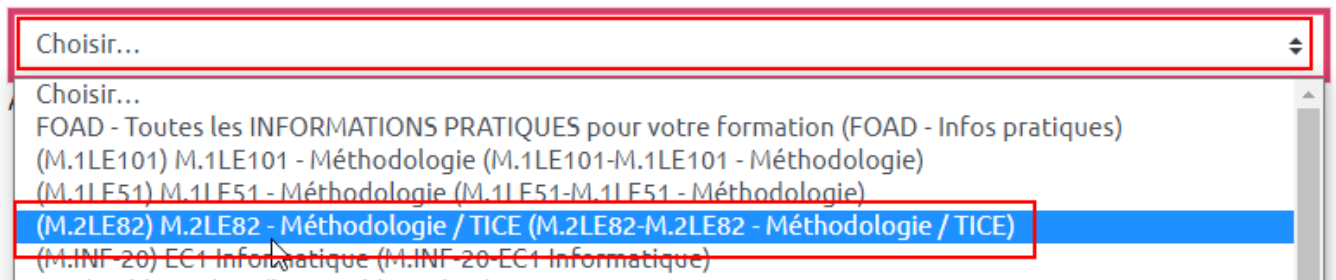 Choisir...
Choisir...
FOAD - Toutes les INFORMATIONS PRATIQUES pour votre formation (FOAD - Infos pratiques)
(M.1LE101) M.1LE101 - Méthodologie (M.1LE101-M.1LE101 - Méthodologie)
(M.1LE51) M.1LE51 - Méthodologie (M.1LE51-M.1LE51 - Méthodologie)
(M.2LE82) M.2LE82 - Méthodologie / TICE (M.2LE82-M.2LE82 - Méthodologie / TICE)
(M.INF-20) EC1 Informatique (M.INF-20-EC1 Informatique)